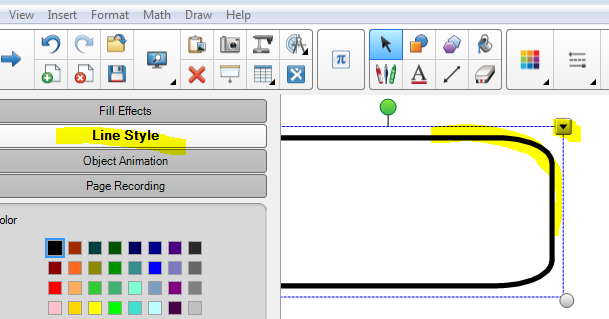 View Insert Format Math Draw Help
π
A
Fill Effects
Line Style
Object Animation
Page Recording
olor